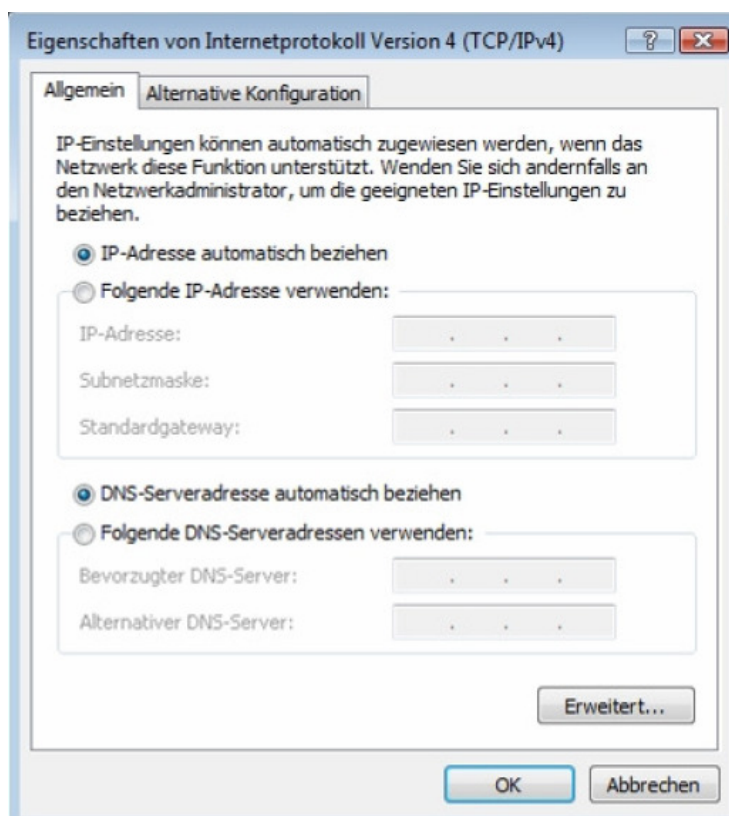 Eigenschaften von Internetprotokoll Version 4 (TCP/IPv4)
Allgemein
Alternative Konfiguration
IP-Einstellungen können automatisch zugewiesen werden, wenn das
Netzwerk diese Funktion unterstützt. Wenden Sie sich andernfalls an
den Netzwerkadministrator, um die geeigneten IP-Einstellungen zu
beziehen.
IP-Adresse automatisch beziehen
Folgende IP-Adresse verwenden:
IP-Adresse:
Subnetzmaske:
Standardgateway:
DNS-Serveradresse automatisch beziehen
Folgende DNS-Serveradressen verwenden:
Bevorzugter DNS-Server:
Alternativer DNS-Server:
Erweitert...
OK
Abbrechen